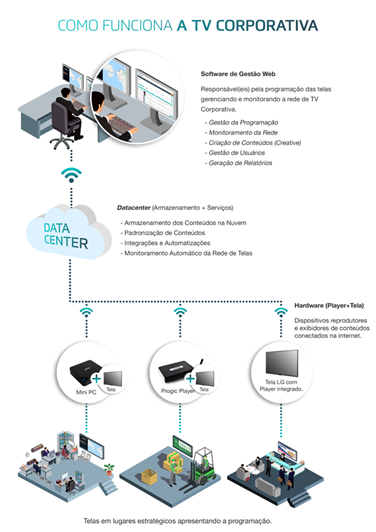 COMO FUNCIONA A TV CORPORATIVA
Software de Gestão Web
Responsável(eis) pela programação das telas
gerenciando e monitorando a rede de TV
Corporativa.
- Gestão da Programação
- Monitoramento da Rede
- Criação de Conteúdos (Creative)
- Gestão de Usuários
- Geração de Relatórios
DATA
CENTER
Datacenter (Armazenamento + Serviços)
- Armazenamento dos Conteúdos na Nuvem
- Padronização de Conteúdos
- Integrações e Automatizações
- Monitoramento Automático da Rede de Telas
Hardware (Player+Tela)
Dispositivos reprodutores
e exibidores de conteúdos
conectados na internet.
Mini PC
Tela
Progic Player
Tela
Tela LG com
Player integrado.
Telas em lugares estratégicos apresentando a programação.